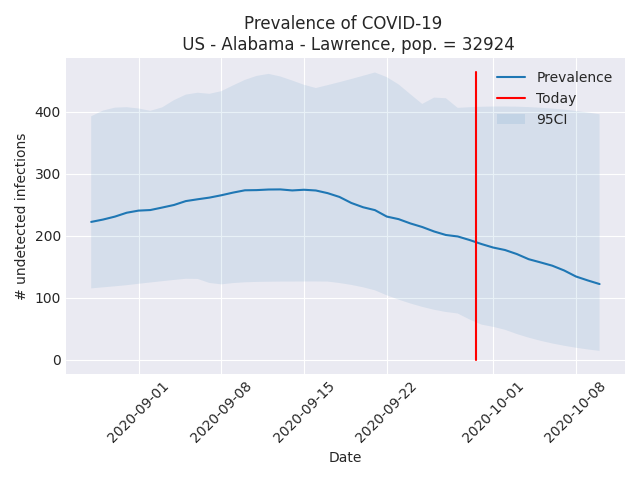 Prevalence of COVID-19
US - Alabama - Lawrence, pop. = 32924
Prevalence
Today
95CI
400
300
200
100
0
# undetected infections
2020-09-01
2020-09-08
2020-09-15
2020-09-22
2020-10-01
2020-10-08
Date